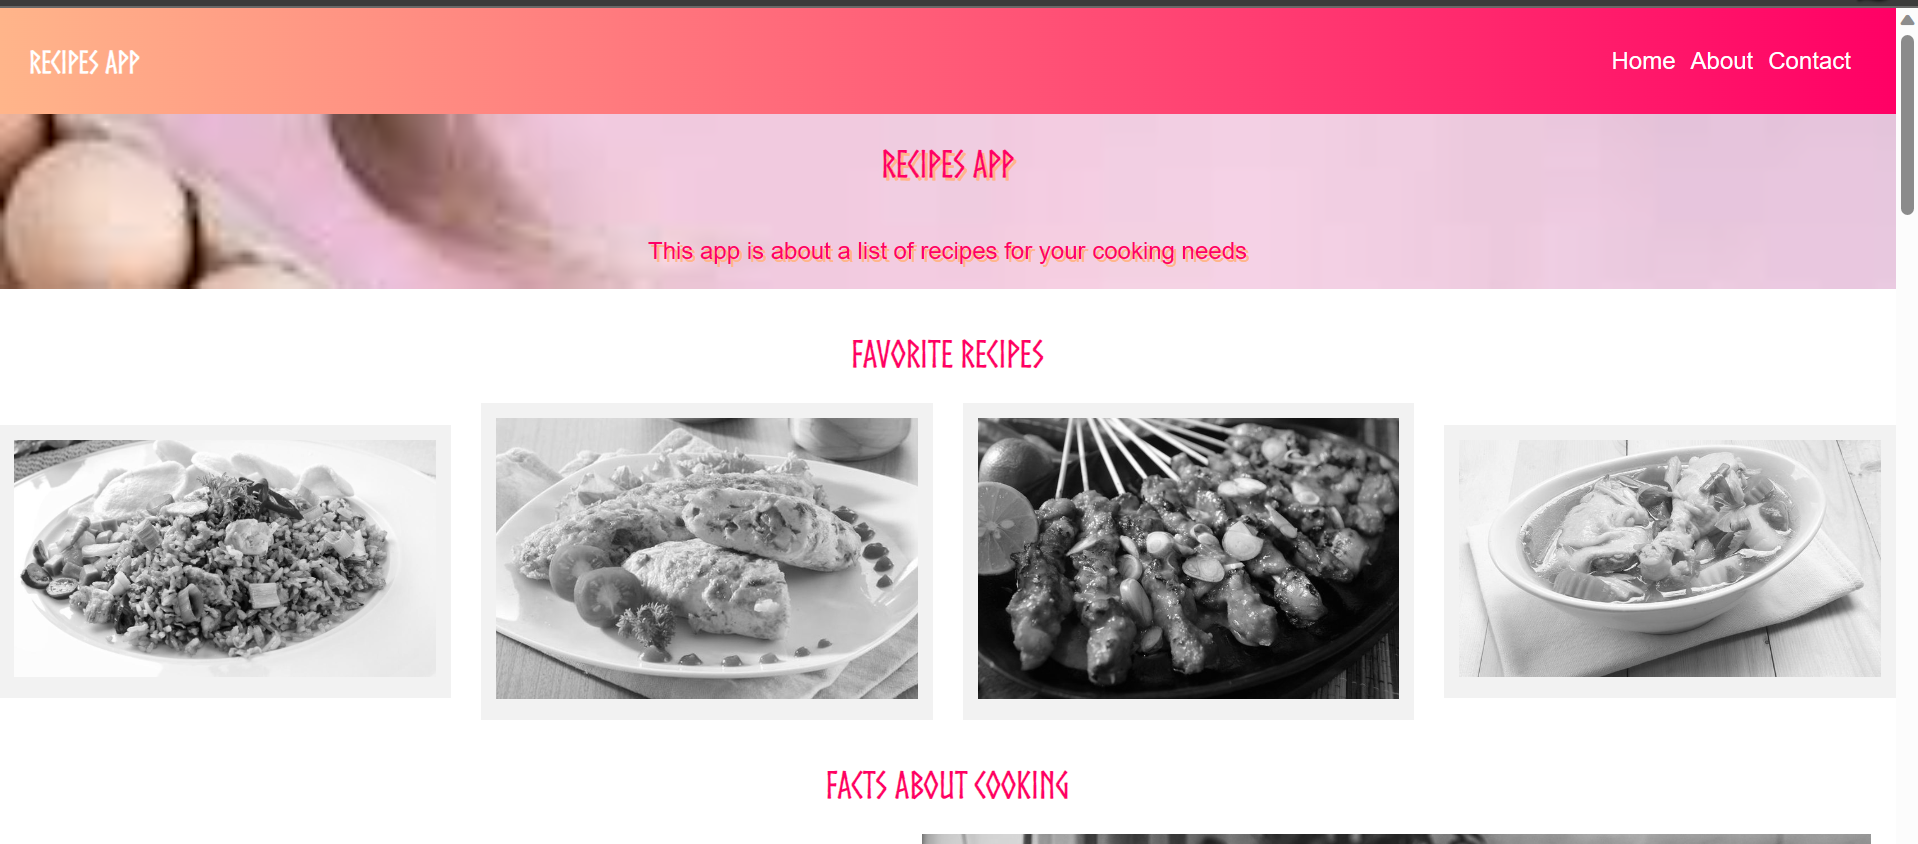 RECIPES APP
Home About Contact
RECIPES APP
This app is about a list of recipes for your cooking needs
FAVORITE RECIPES
FACTS ABOUT COOKING